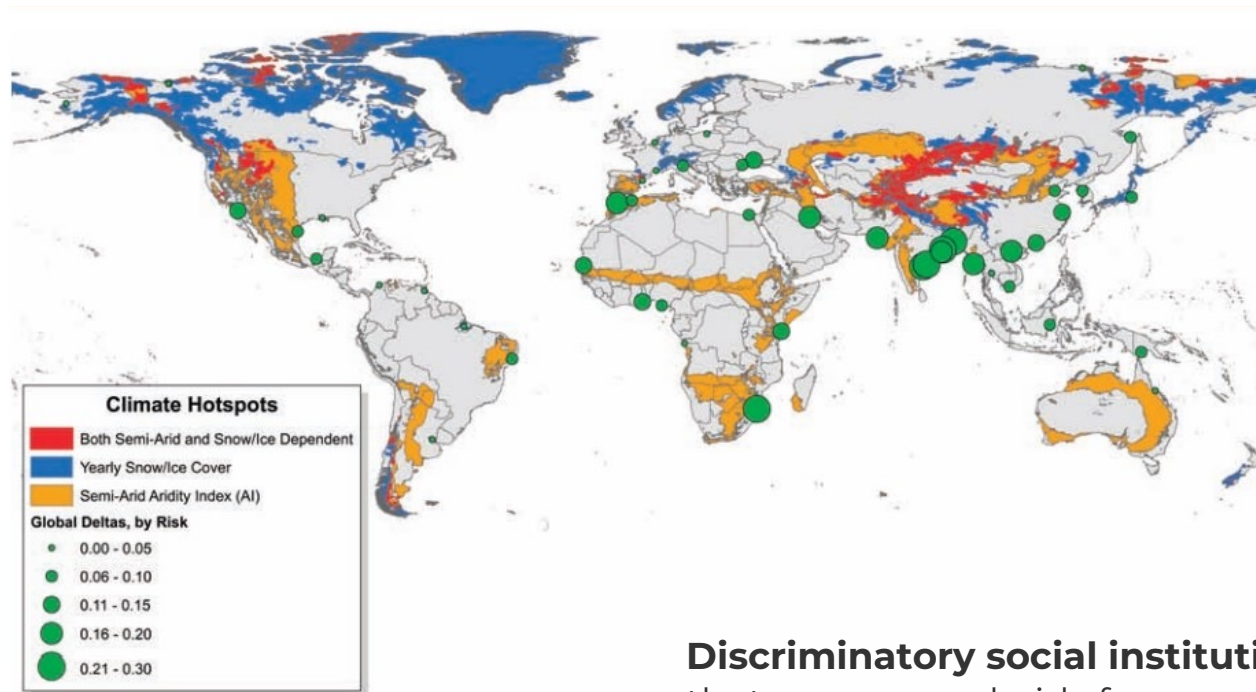 Climate Hotspots
Both Semi-Arid and Snow/Ice Dependent
Yearly Snow/Ice Cover
Semi-Arid Aridity Index (AI)
Global Deltas, by Risk
0.00 - 0.05
0.06 - 0.10
0.11 - 0.15
0.16 - 0.20
0.21 - 0.30
Discriminatory social instituti